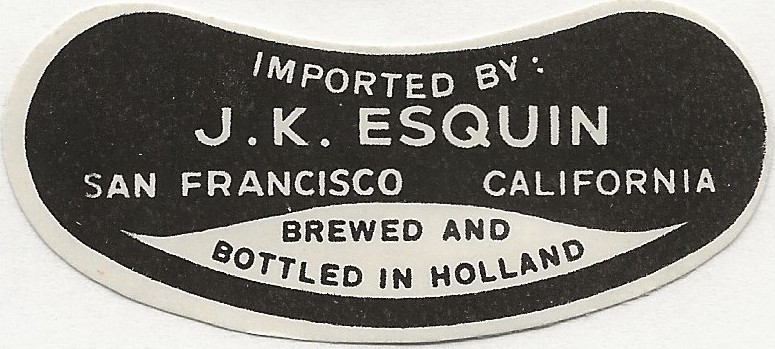 IMPORTED BY:
J.K. ESQUIN
SAN FRANCISCO CALIFORNIA
BREWED AND
BOTTLED IN HOLLAND